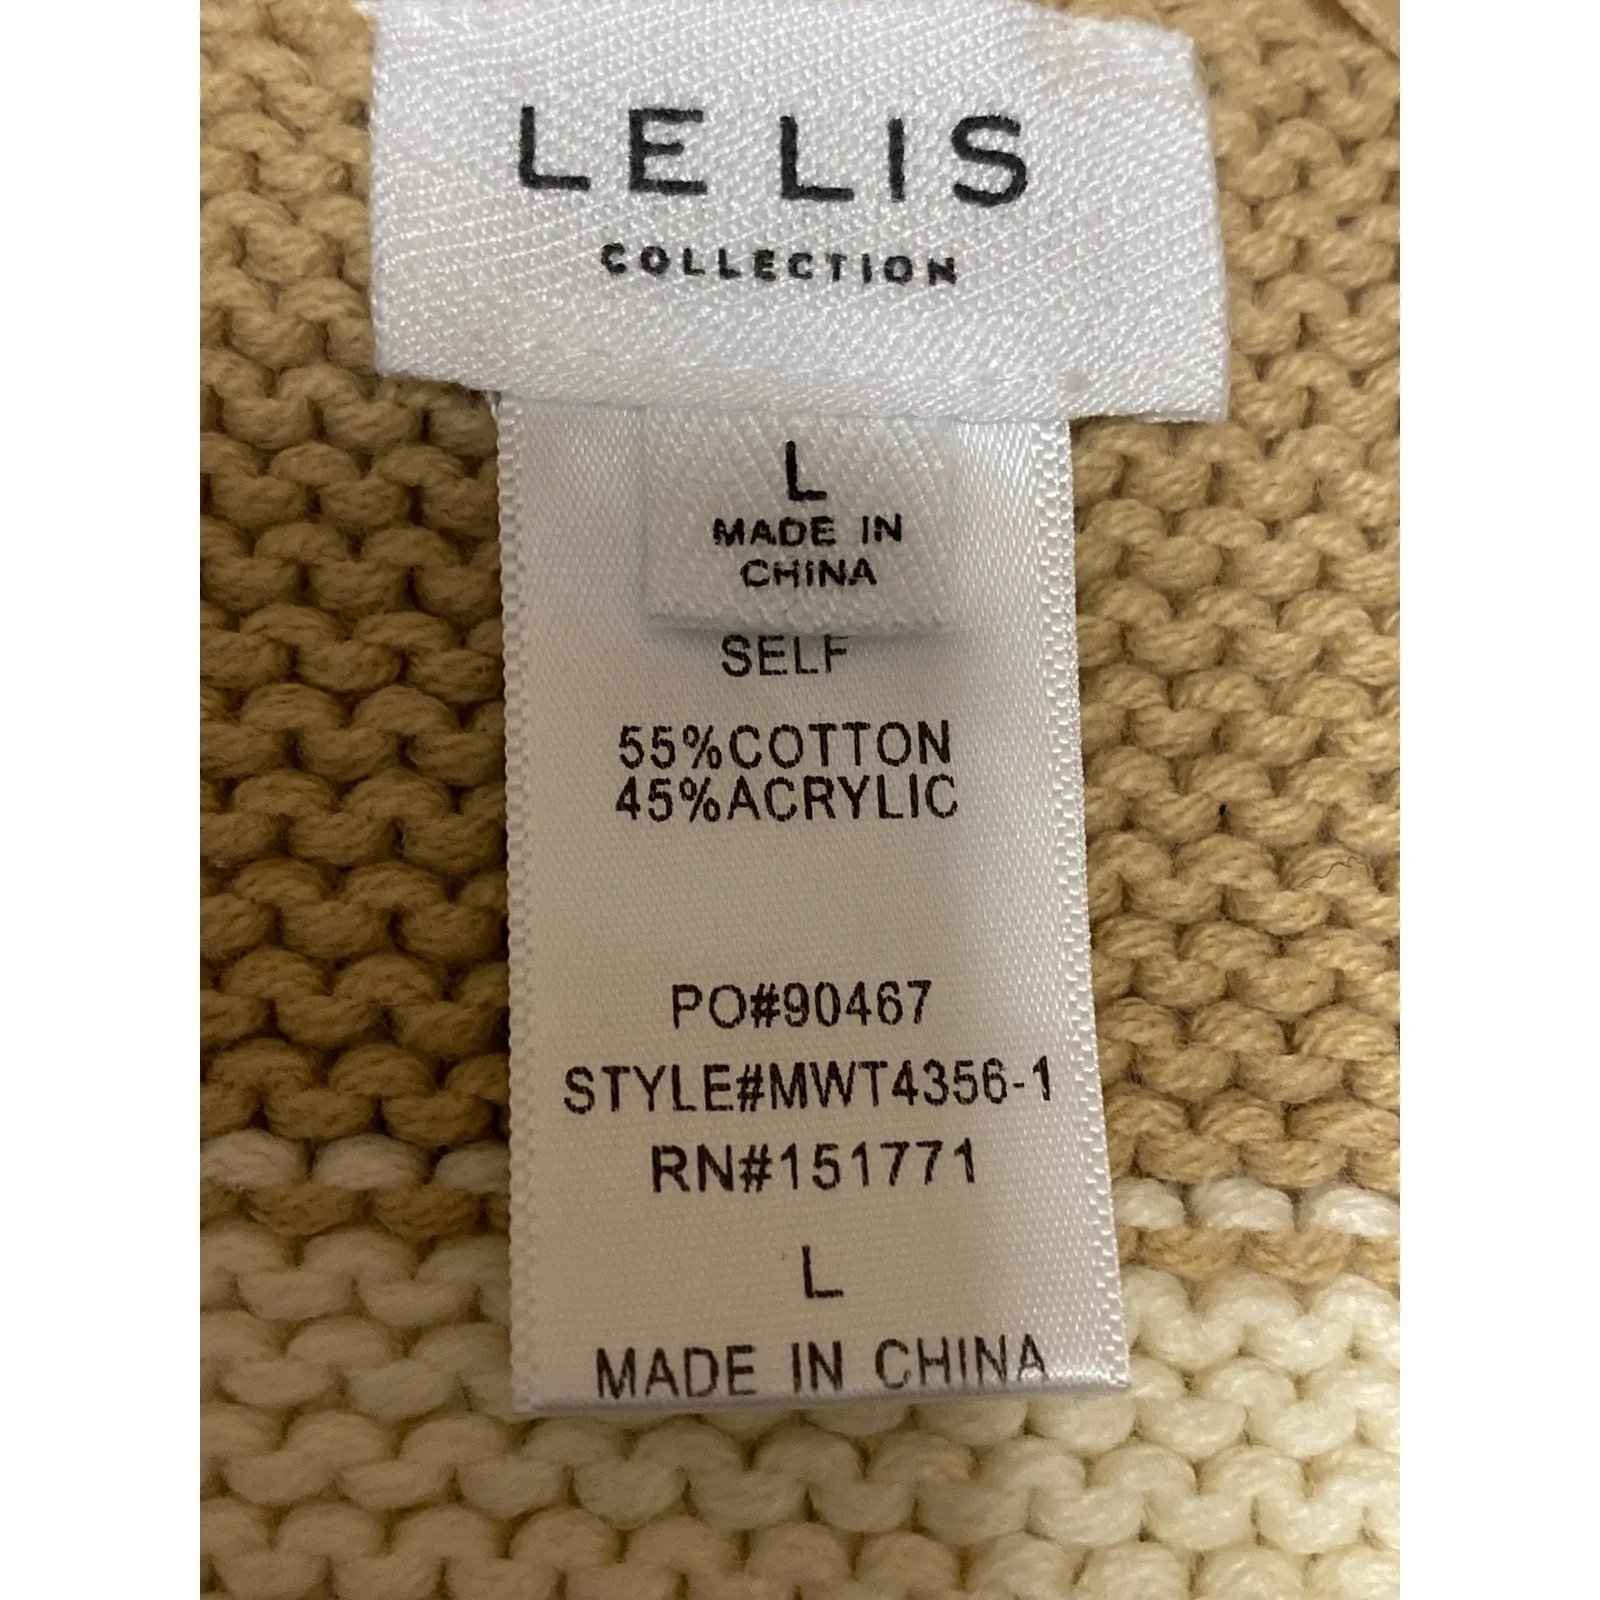 LE LIS
COLLECTION
L
MADE IN
CHINA
SELF
55%COTTON
45%ACRYLIC
PO#90467
STYLE#MWT4356-1
RN#151771
L
MADE IN CHINA